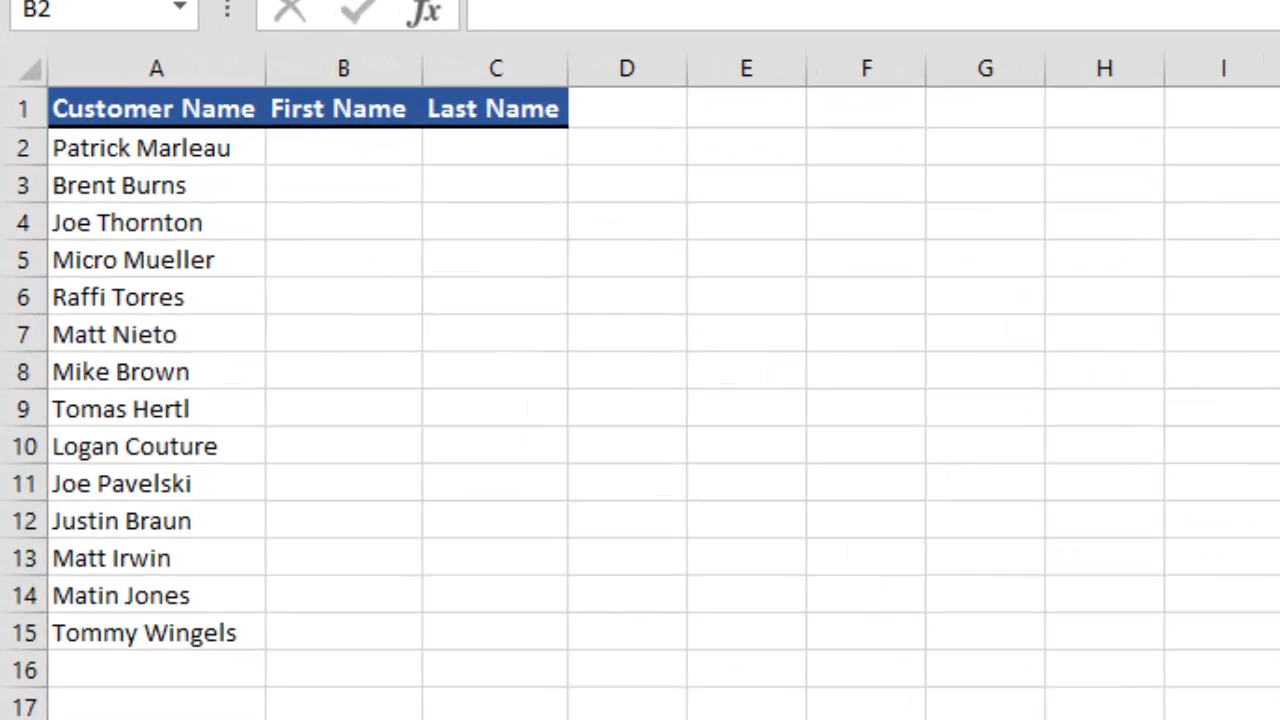 B2 fx
A B C D E F G H I
1 Customer Name First Name Last Name
2 Patrick Marleau
3 Brent Burns
4 Joe Thornton
5 Micro Mueller
6 Raffi Torres
7 Matt Nieto
8 Mike Brown
9 Tomas Hertl
10 Logan Couture
11 Joe Pavelski
12 Justin Braun
13 Matt Irwin
14 Matin Jones
15 Tommy Wingels
16
17